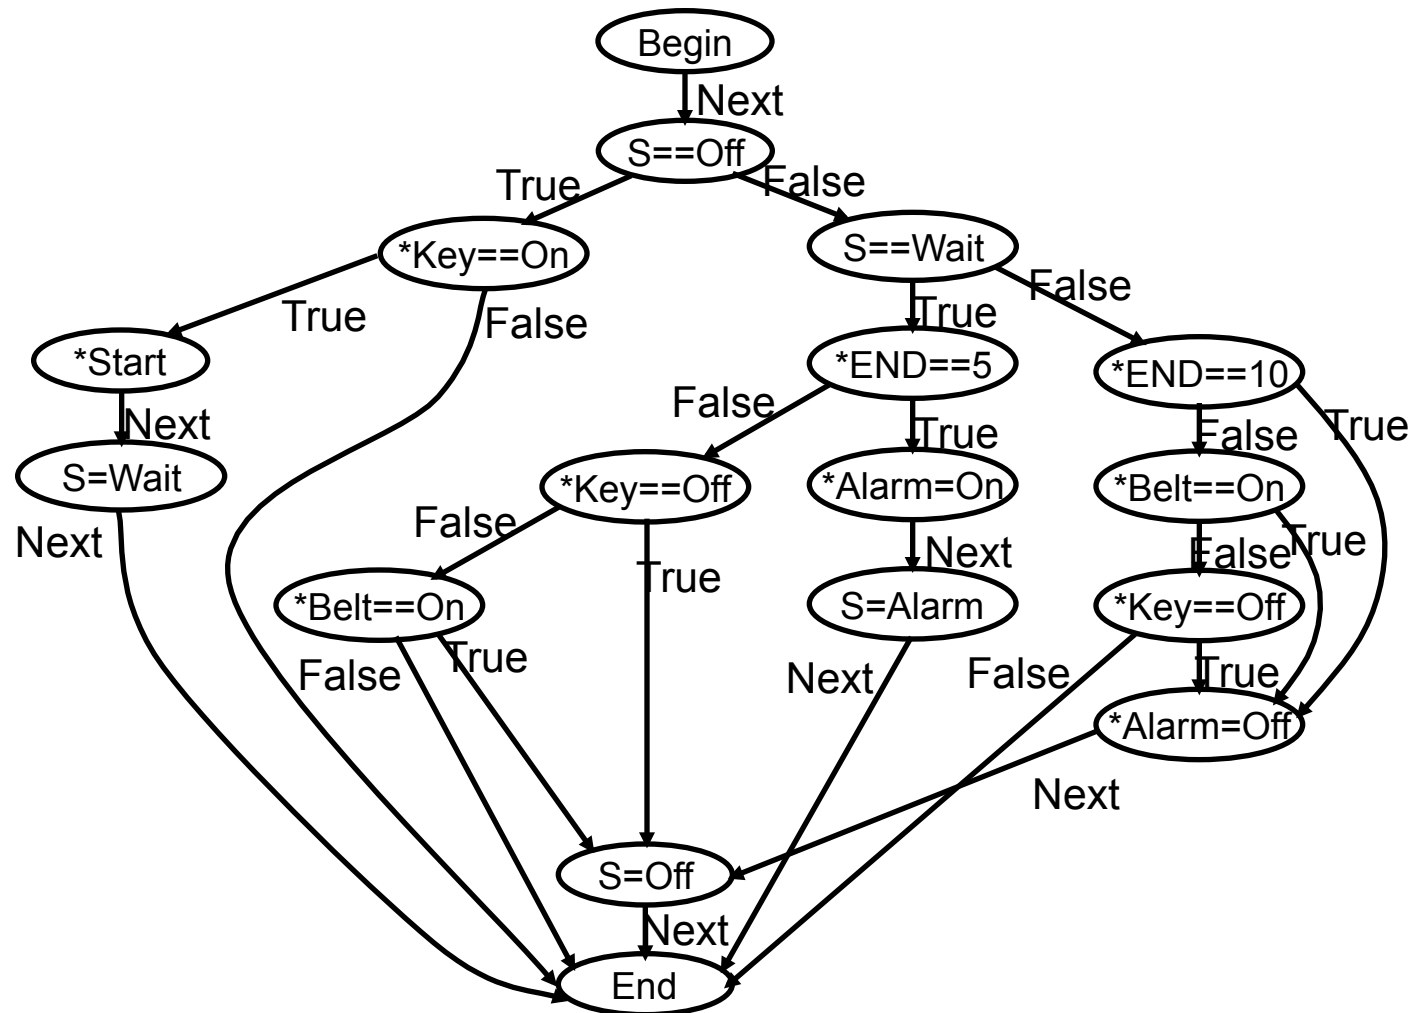 Begin
Next
S==Off
True
False
*Key==On
S==Wait
True
False
True
False
*Start
*END==5
*END==10
Next
False
True
False
True
S=Wait
*Key==Off
*Alarm=On
*Belt==On
Next
False
True
Next
False
True
*Belt==On
S=Alarm
*Key==Off
False
True
Next
False
True
*Alarm=Off
Next
S=Off
Next
End